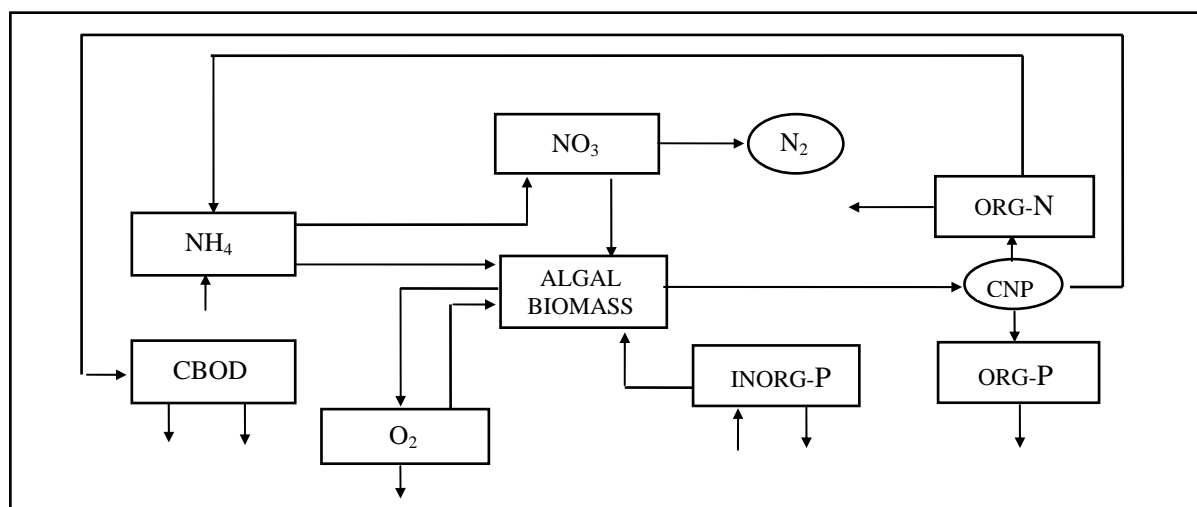 NO₃
N₂
ORG-N
NH₄
ALGAL
BIOMASS
CNP
CBOD
INORG-P
ORG-P
O₂